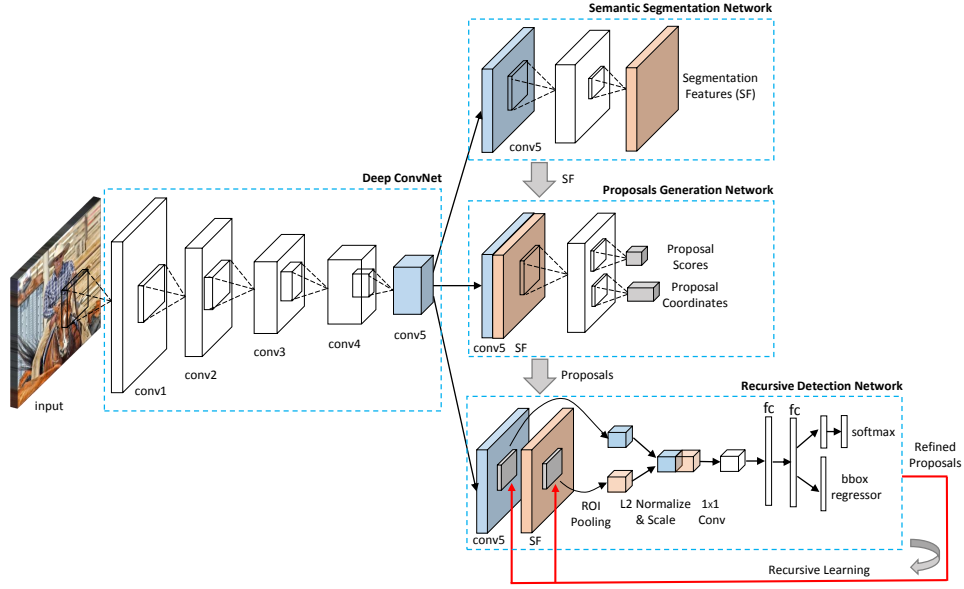 Semantic Segmentation Network
Segmentation
Features (SF)
conv5
SF
Deep ConvNet
Proposals Generation Network
Proposal
Scores
Proposal
Coordinates
conv5 SF
input
conv1
conv2
conv3
conv4
conv5
Proposals
Recursive Detection Network
fc
fc
softmax
bbox
regressor
Refined
Proposals
ROI
Pooling
L2 Normalize
& Scale
1x1
Conv
conv5
SF
Recursive Learning